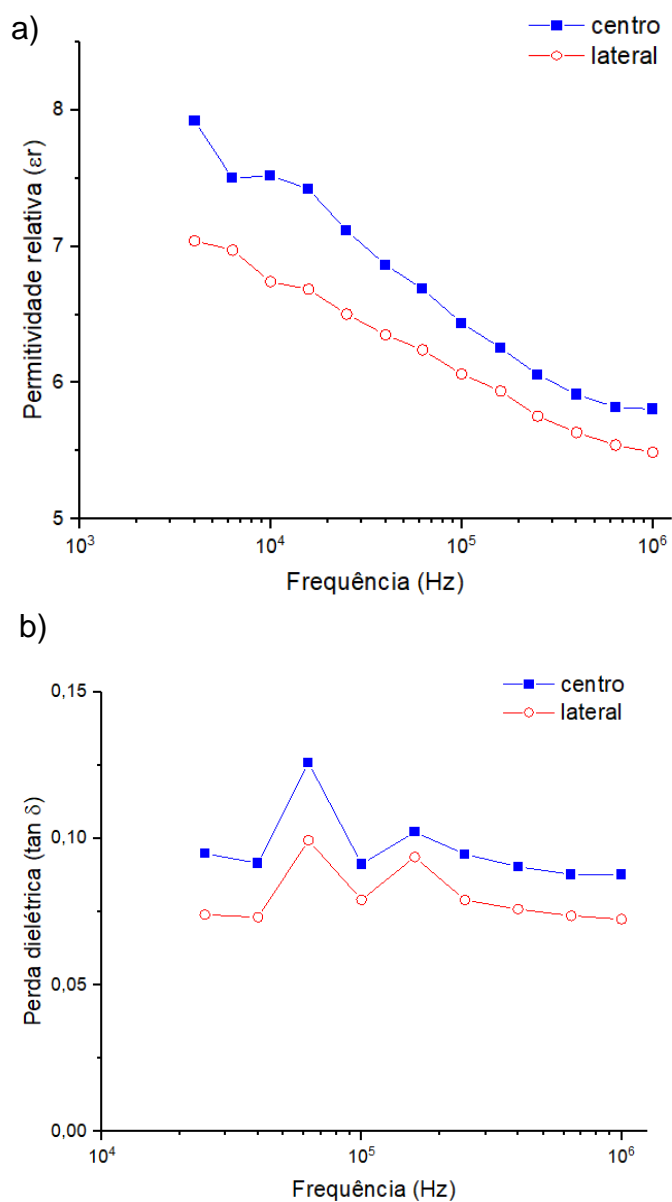 a)
centro
lateral
Permitividade relativa (εr)
8
7
6
5
10³ 10⁴ 10⁵ 10⁶
Frequência (Hz)
b)
centro
lateral
Perda dielétrica (tan δ)
0,15
0,10
0,05
0,00
10⁴ 10⁵ 10⁶
Frequência (Hz)